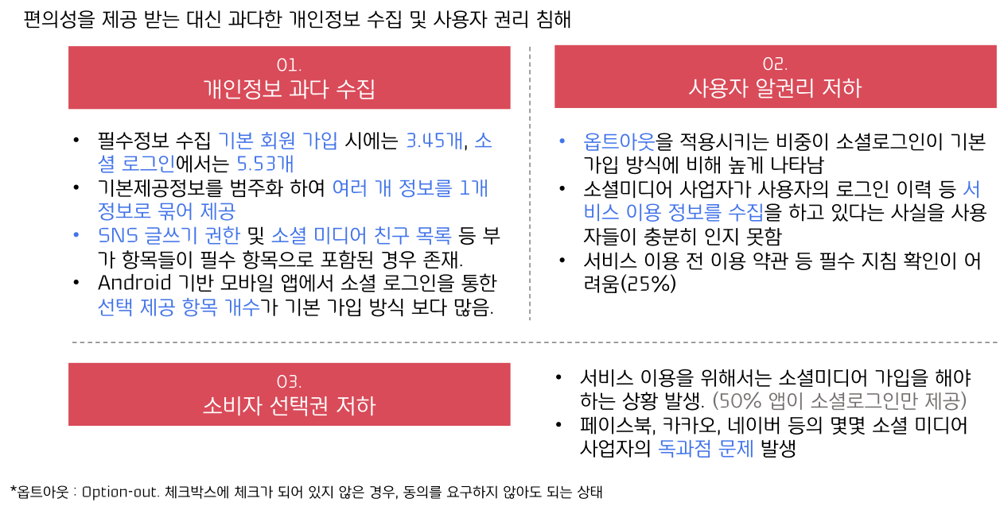 편의성을 제공 받는 대신 과다한 개인정보 수집 및 사용자 권리 침해
01.
개인정보 과다 수집
• 필수정보 수집 기본 회원 가입 시에는 3.45개, 소
셜 로그인에서는 5.53개
• 기본제공정보를 범주화 하여 여러 개 정보를 1개
정보로 묶어 제공
• SNS 글쓰기 권한 및 소셜 미디어 친구 목록 등 부
가 항목들이 필수 항목으로 포함된 경우 존재.
• Android 기반 모바일 앱에서 소셜 로그인을 통한
선택 제공 항목 개수가 기본 가입 방식 보다 많음.
02.
사용자 알권리 저하
• 옵트아웃을 적용시키는 비중이 소셜로그인이 기본
가입 방식에 비해 높게 나타남
• 소셜미디어 사업자가 사용자의 로그인 이력 등 서
비스 이용 정보를 수집을 하고 있다는 사실을 사용
자들이 충분히 인지 못함
• 서비스 이용 전 이용 약관 등 필수 지침 확인이 어
려움(25%)
03.
소비자 선택권 저하
• 서비스 이용을 위해서는 소셜미디어 가입을 해야
하는 상황 발생. (50% 앱이 소셜로그인만 제공)
• 페이스북, 카카오, 네이버 등의 몇몇 소셜 미디어
사업자의 독과점 문제 발생
*옵트아웃 : Option-out. 체크박스에 체크가 되어 있지 않은 경우, 동의를 요구하지 않아도 되는 상태